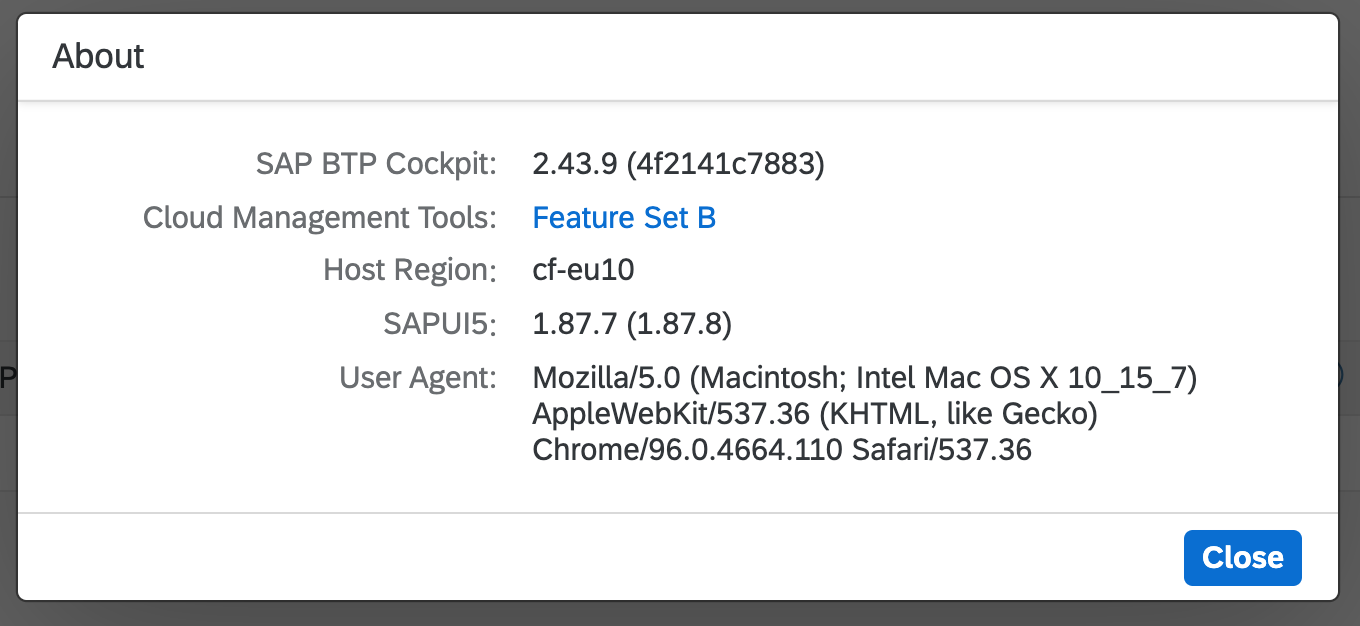 About
SAP BTP Cockpit: 2.43.9 (4f2141c7883)
Cloud Management Tools: Feature Set B
Host Region: cf-eu10
SAPUI5: 1.87.7 (1.87.8)
User Agent: Mozilla/5.0 (Macintosh; Intel Mac OS X 10_15_7)
AppleWebKit/537.36 (KHTML, like Gecko)
Chrome/96.0.4664.110 Safari/537.36
P
Close